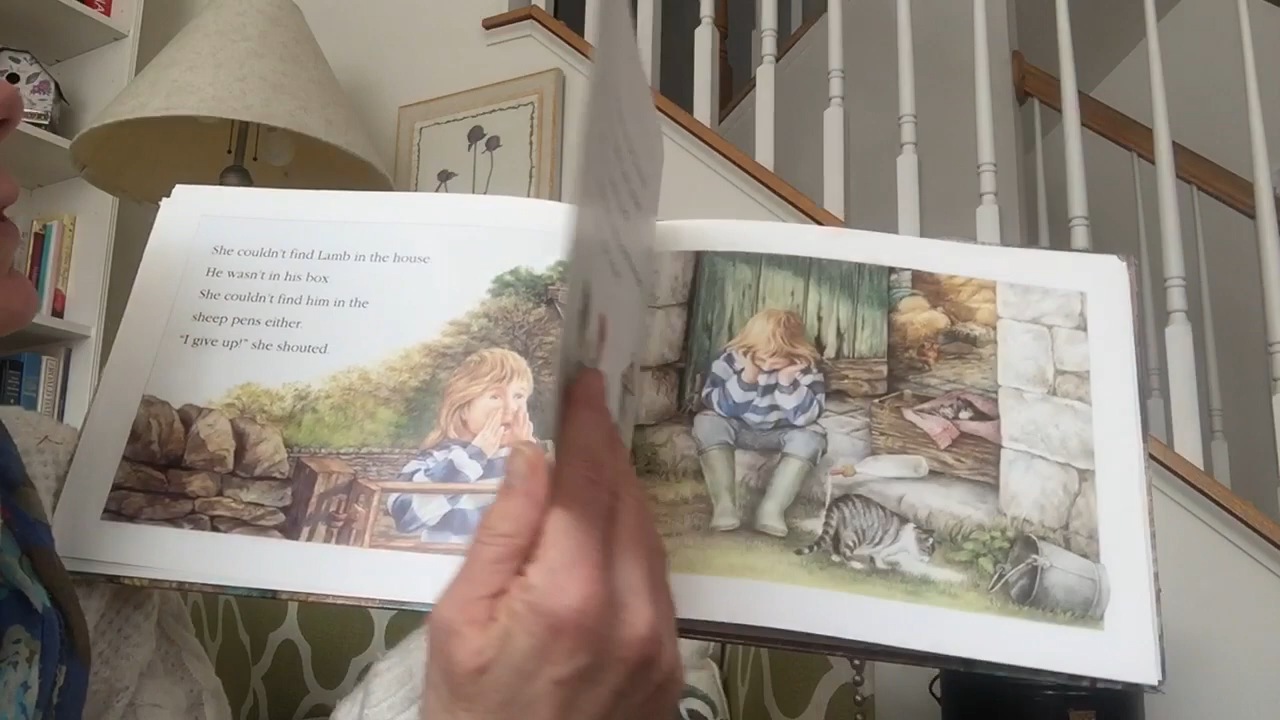 She couldn't find Lamb in the house.
He wasn't in his box.
She couldn't find him in the
sheep pens either.
"I give up!" she shouted.